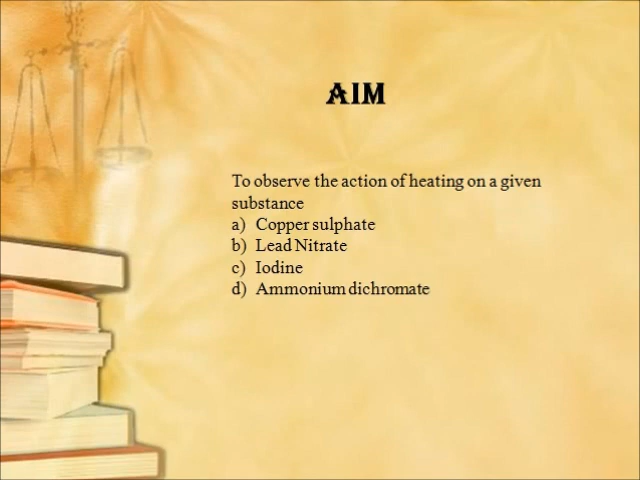 AIM
To observe the action of heating on a given
substance
a) Copper sulphate
b) Lead Nitrate
c) Iodine
d) Ammonium dichromate